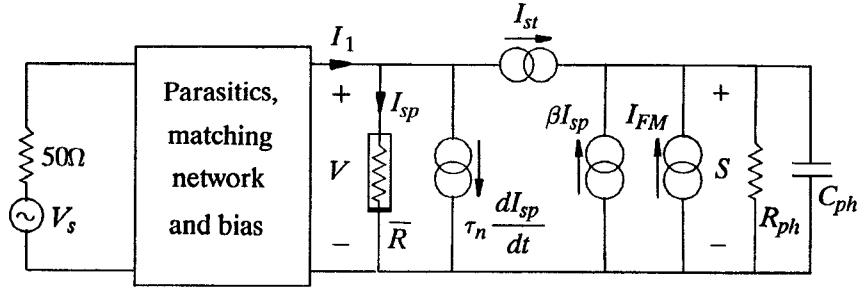 I_st
I_1
Parasitics,
matching
network
and bias
50Ω
V_s
+
V
–
I_sp
R̅
τ_n dI_sp/dt
βI_sp
I_FM
+
S
–
R_ph
C_ph